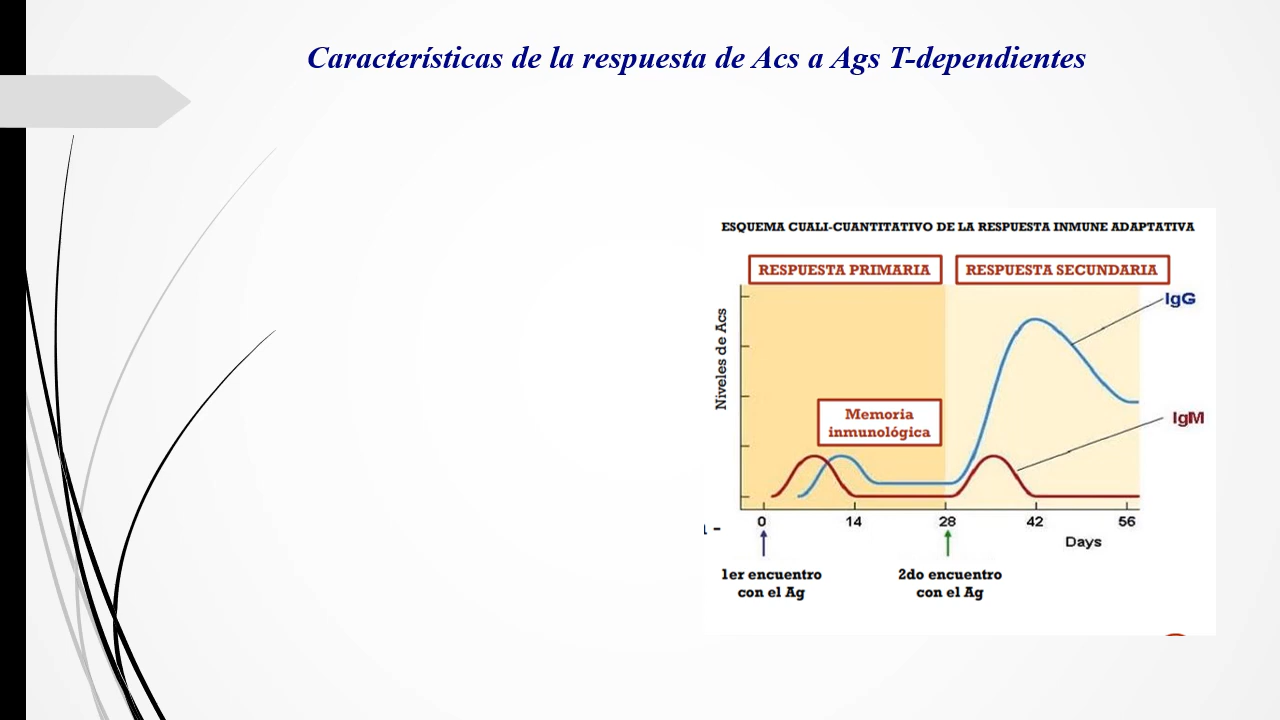 Características de la respuesta de Acs a Ags T-dependientes
ESQUEMA CUALI-CUANTITATIVO DE LA RESPUESTA INMUNE ADAPTATIVA
RESPUESTA PRIMARIA
RESPUESTA SECUNDARIA
IgG
Niveles de Acs
Memoria
inmunológica
IgM
0 14 28 42 56
Days
1er encuentro
con el Ag
2do encuentro
con el Ag